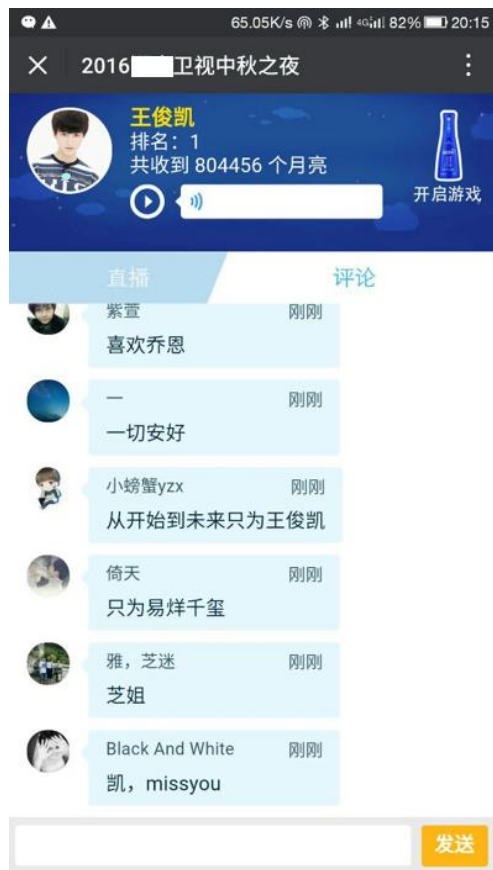 65.05K/s 4G 82% 20:15
2016 卫视中秋之夜
王俊凯
排名：1
共收到 804456 个月亮
开启游戏
直播 评论
紫萱 刚刚
喜欢乔恩
一 刚刚
一切安好
小螃蟹yzx 刚刚
从开始到未来只为王俊凯
倚天 刚刚
只为易烊千玺
雅，芝迷 刚刚
芝姐
Black And White 刚刚
凯，missyou
发送